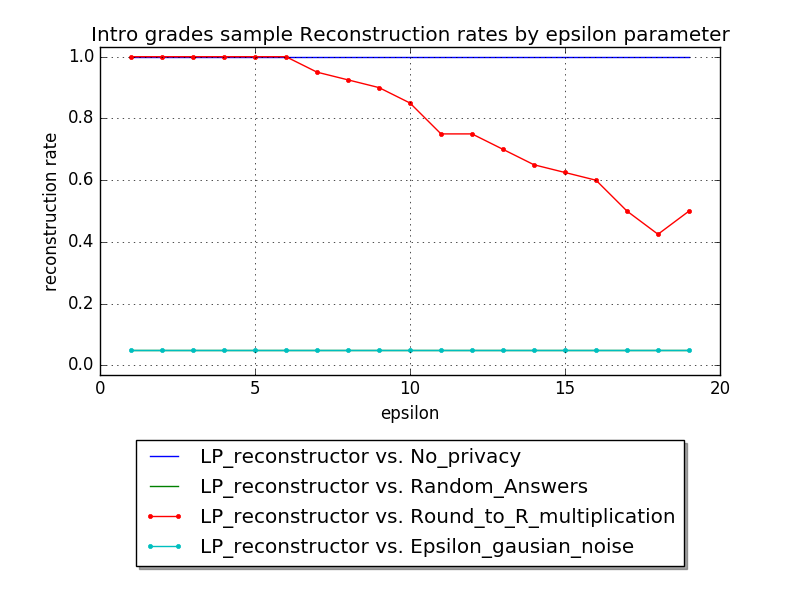 Intro grades sample Reconstruction rates by epsilon parameter
1.0
0.8
0.6
0.4
0.2
0.0
reconstruction rate
0 5 10 15 20
epsilon
LP_reconstructor vs. No_privacy
LP_reconstructor vs. Random_Answers
LP_reconstructor vs. Round_to_R_multiplication
LP_reconstructor vs. Epsilon_gausian_noise